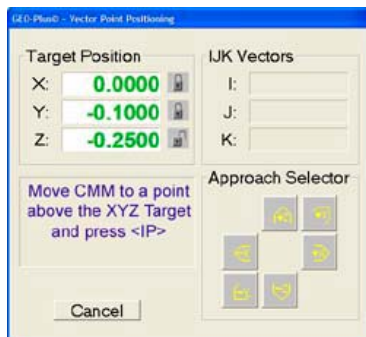 GEO-Plus© - Vector Point Positioning
Target Position
X: 0.0000
Y: -0.1000
Z: -0.2500
IJK Vectors
I:
J:
K:
Move CMM to a point
above the XYZ Target
and press <IP>
Approach Selector
Cancel